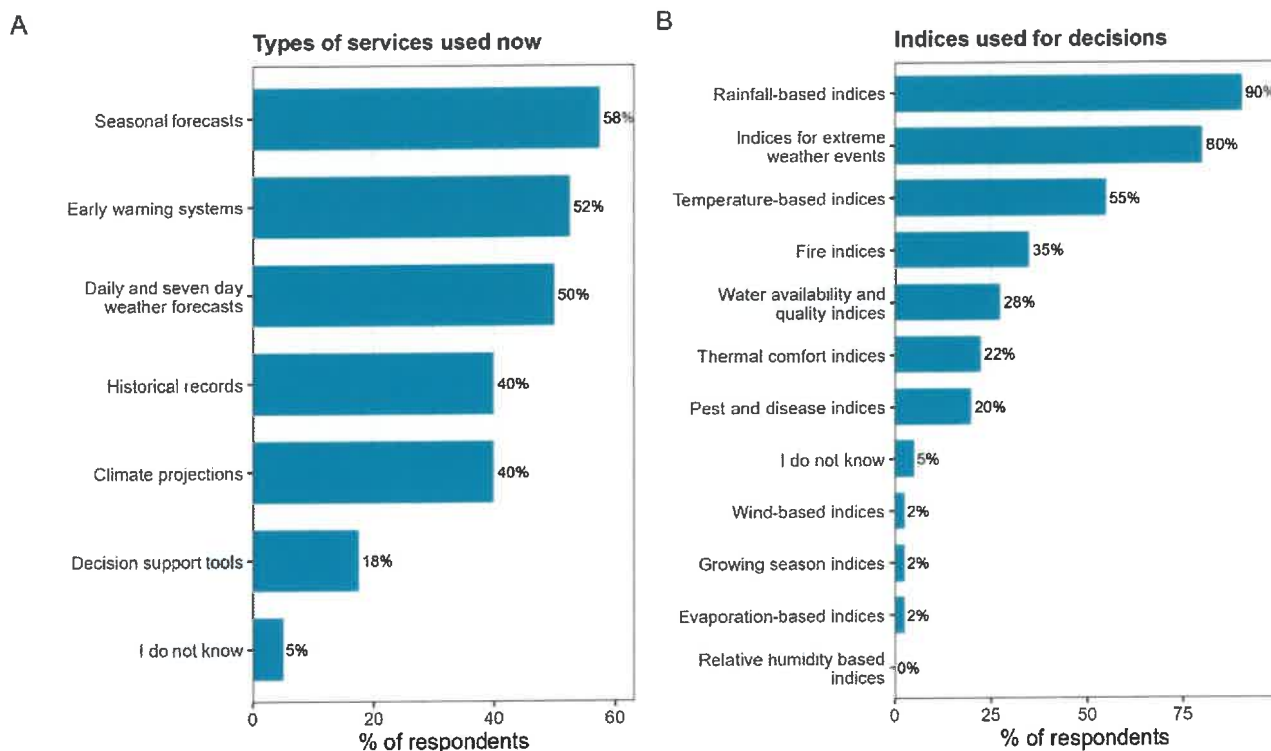 A
Types of services used now
Seasonal forecasts
58%
Early warning systems
52%
Daily and seven day
weather forecasts
50%
Historical records
40%
Climate projections
40%
Decision support tools
18%
I do not know
5%
0
20
40
60
% of respondents
B
Indices used for decisions
Rainfall-based indices
90%
Indices for extreme
weather events
80%
Temperature-based indices
55%
Fire indices
35%
Water availability and
quality indices
28%
Thermal comfort indices
22%
Pest and disease indices
20%
I do not know
5%
Wind-based indices
2%
Growing season indices
2%
Evaporation-based indices
2%
Relative humidity based
indices
0%
0
25
50
75
% of respondents